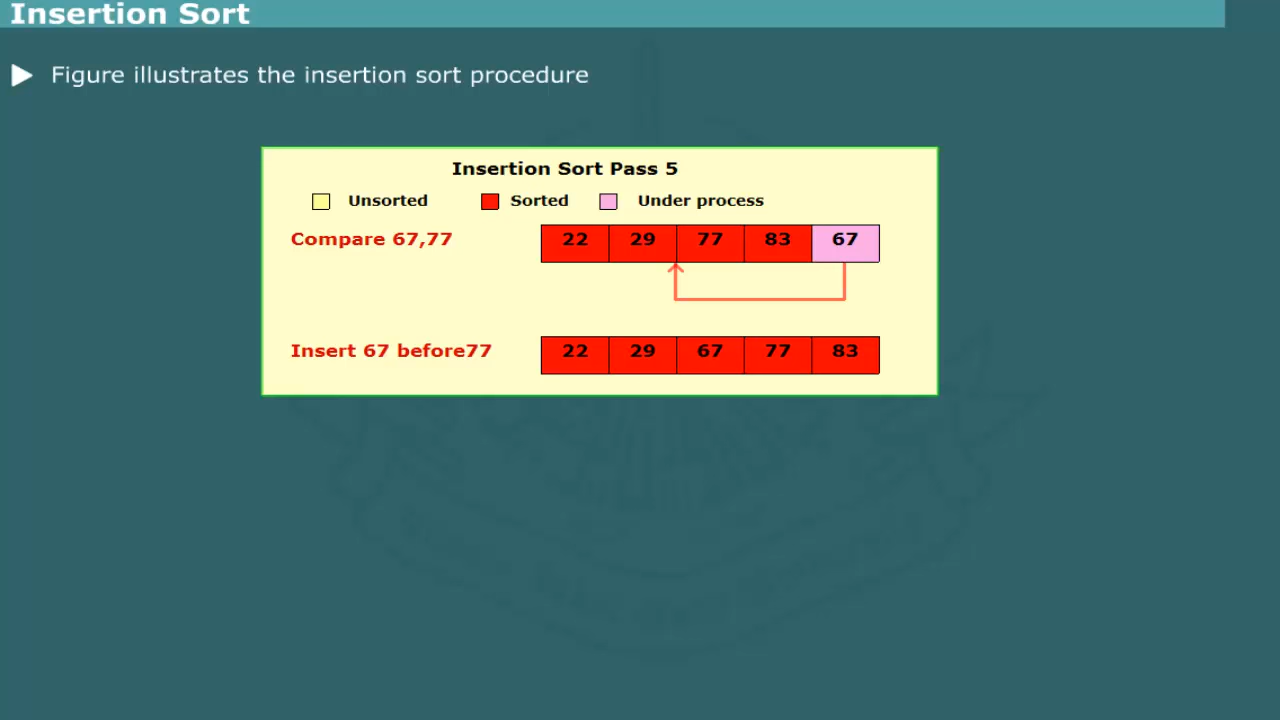 Insertion Sort
Figure illustrates the insertion sort procedure
Insertion Sort Pass 5
Unsorted Sorted Under process
Compare 67,77 22 29 77 83 67
Insert 67 before77 22 29 67 77 83